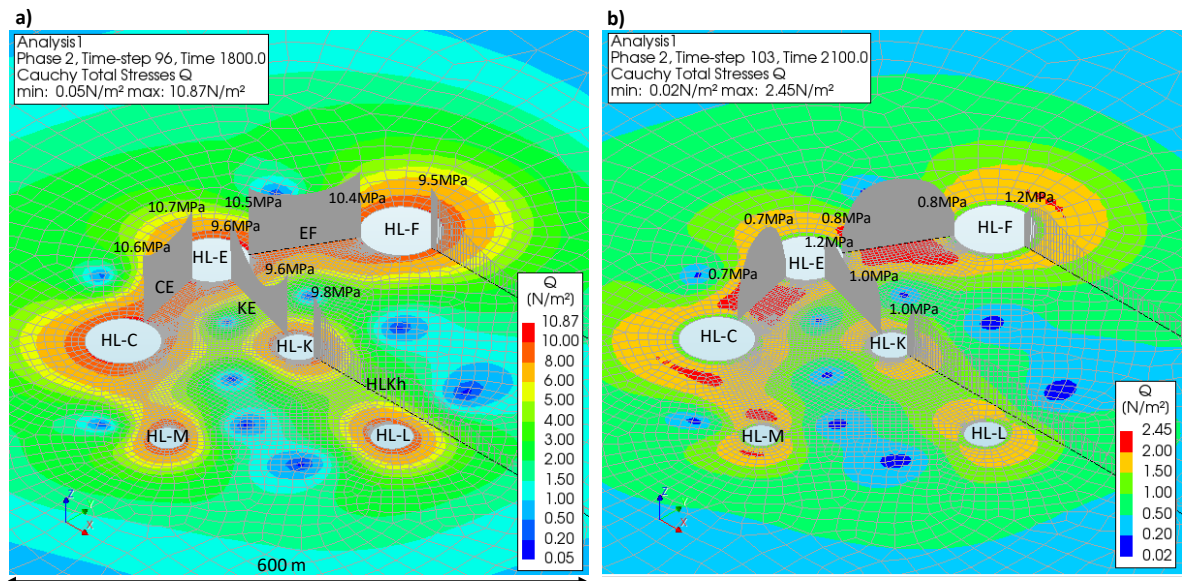 a)
Analysis1
Phase 2, Time-step 96, Time 1800.0
Cauchy Total Stresses Q
min: 0.05N/m² max: 10.87N/m²
10.7MPa
10.5MPa
10.4MPa
9.5MPa
9.6MPa
10.6MPa
EF
HL-F
HL-E
9.6MPa
CE
KE
9.8MPa
HL-C
HL-K
HLKh
HL-M
HL-L
Q
(N/m²)
10.87
10.00
8.00
6.00
5.00
4.00
3.00
2.00
1.50
1.00
0.50
0.20
0.05
Z
Y
X
600 m
b)
Analysis1
Phase 2, Time-step 103, Time 2100.0
Cauchy Total Stresses Q
min: 0.02N/m² max: 2.45N/m²
0.7MPa
0.8MPa
0.8MPa
1.2MPa
1.2MPa
HL-F
HL-E
0.7MPa
1.0MPa
1.0MPa
HL-C
HL-K
HL-M
HL-L
Q
(N/m²)
2.45
2.00
1.50
1.00
0.50
0.20
0.02
Z
Y
X